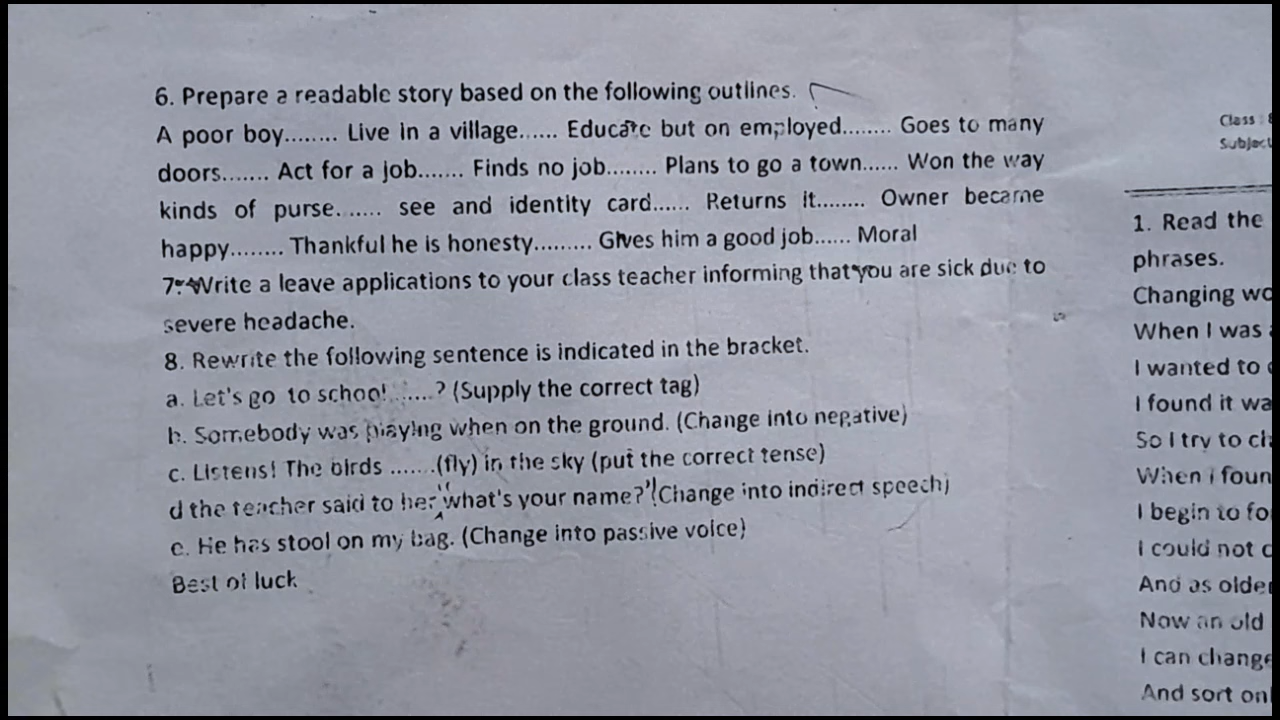 6. Prepare a readable story based on the following outlines.
A poor boy........ Live in a village...... Educate but on employed........ Goes to many
doors....... Act for a job....... Finds no job........ Plans to go a town...... Won the way
kinds of purse....... see and identity card...... Returns it........ Owner became
happy........ Thankful he is honesty......... Gives him a good job...... Moral
7. Write a leave applications to your class teacher informing that you are sick due to
severe headache.
8. Rewrite the following sentence is indicated in the bracket.
a. Let's go to school ......? (Supply the correct tag)
b. Somebody was playing when on the ground. (Change into negative)
c. Listens! The birds .......(fly) in the sky (put the correct tense)
d the teacher said to her, "what's your name?" (Change into indirect speech)
e. He has stool on my bag. (Change into passive voice)
Best of luck
Class : 8
Subject
1. Read the
phrases.
Changing wo
When I was
I wanted to
I found it wa
So I try to ch
When I foun
I begin to fo
I could not c
And as older
Now an old
I can change
And sort on